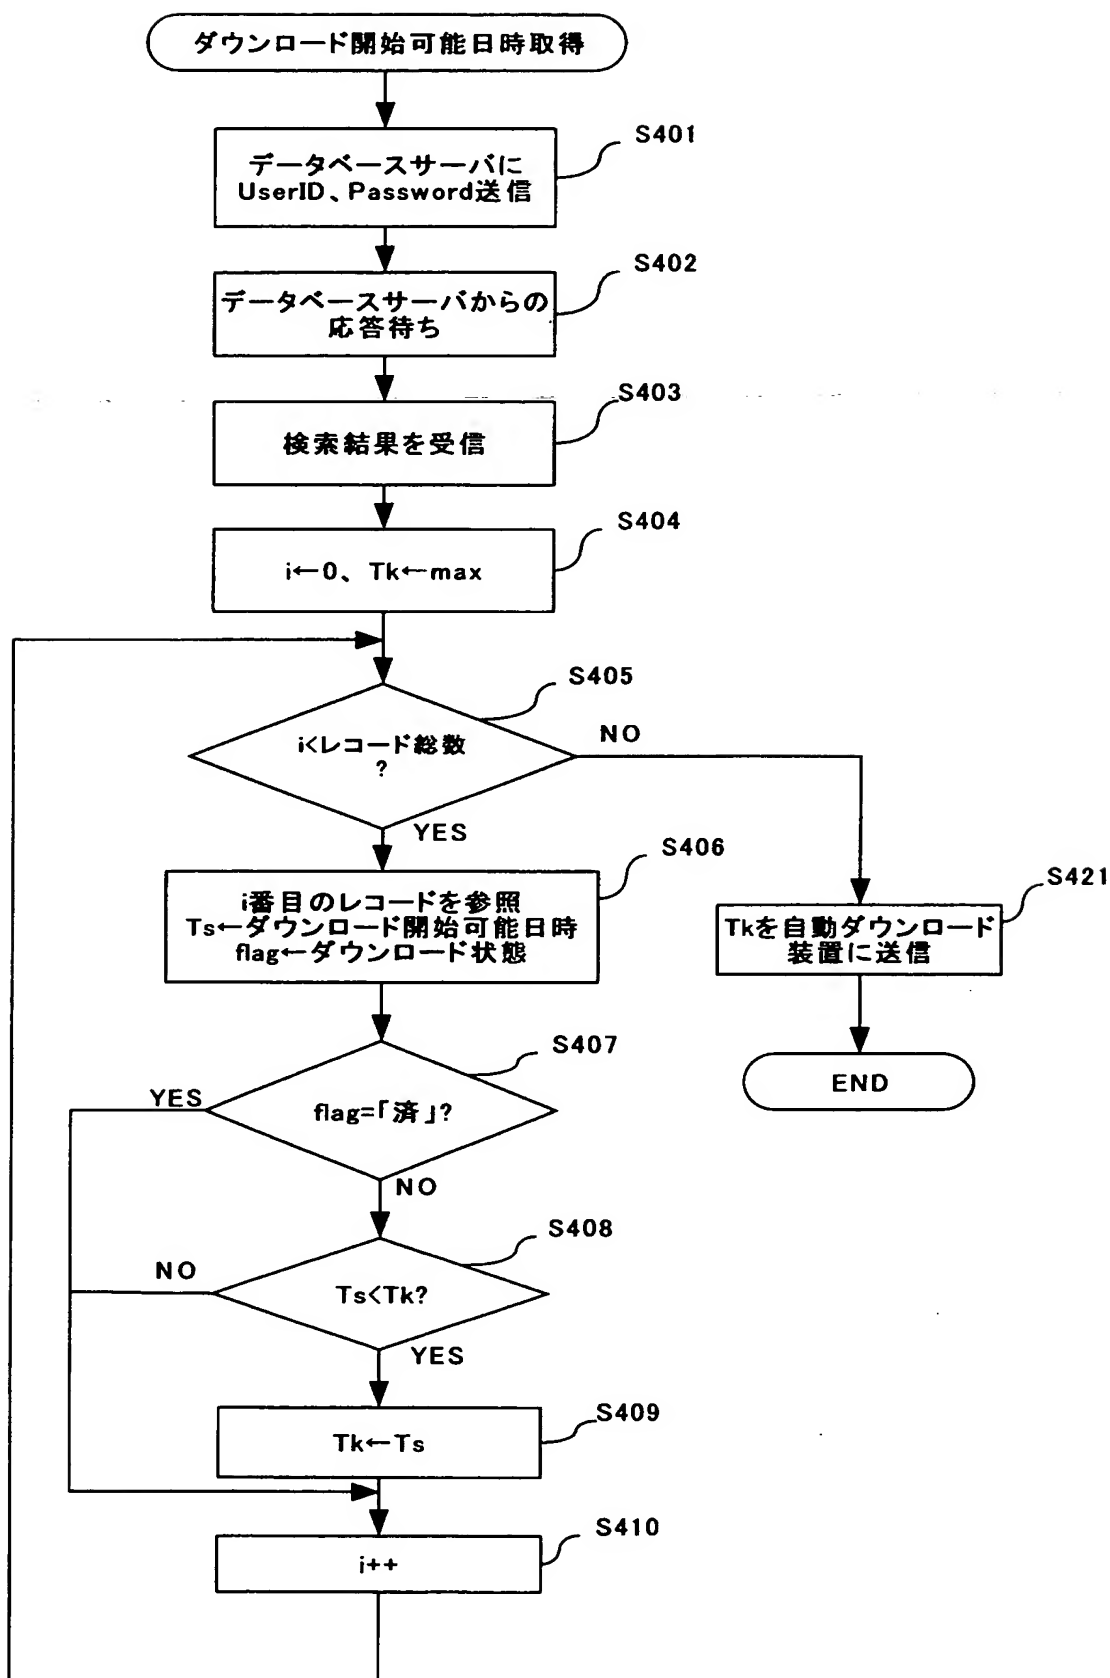 ダウンロード開始可能日時取得
S401
データベースサーバに
UserID、Password送信
S402
データベースサーバからの
応答待ち
S403
検索結果を受信
S404
i←0、Tk←max
S405
i<レコード総数
?
NO
YES
S406
i番目のレコードを参照
Ts←ダウンロード開始可能日時
flag←ダウンロード状態
S421
Tkを自動ダウンロード
装置に送信
END
S407
YES
flag=「済」?
NO
S408
NO
Ts<Tk?
YES
S409
Tk←Ts
S410
i++